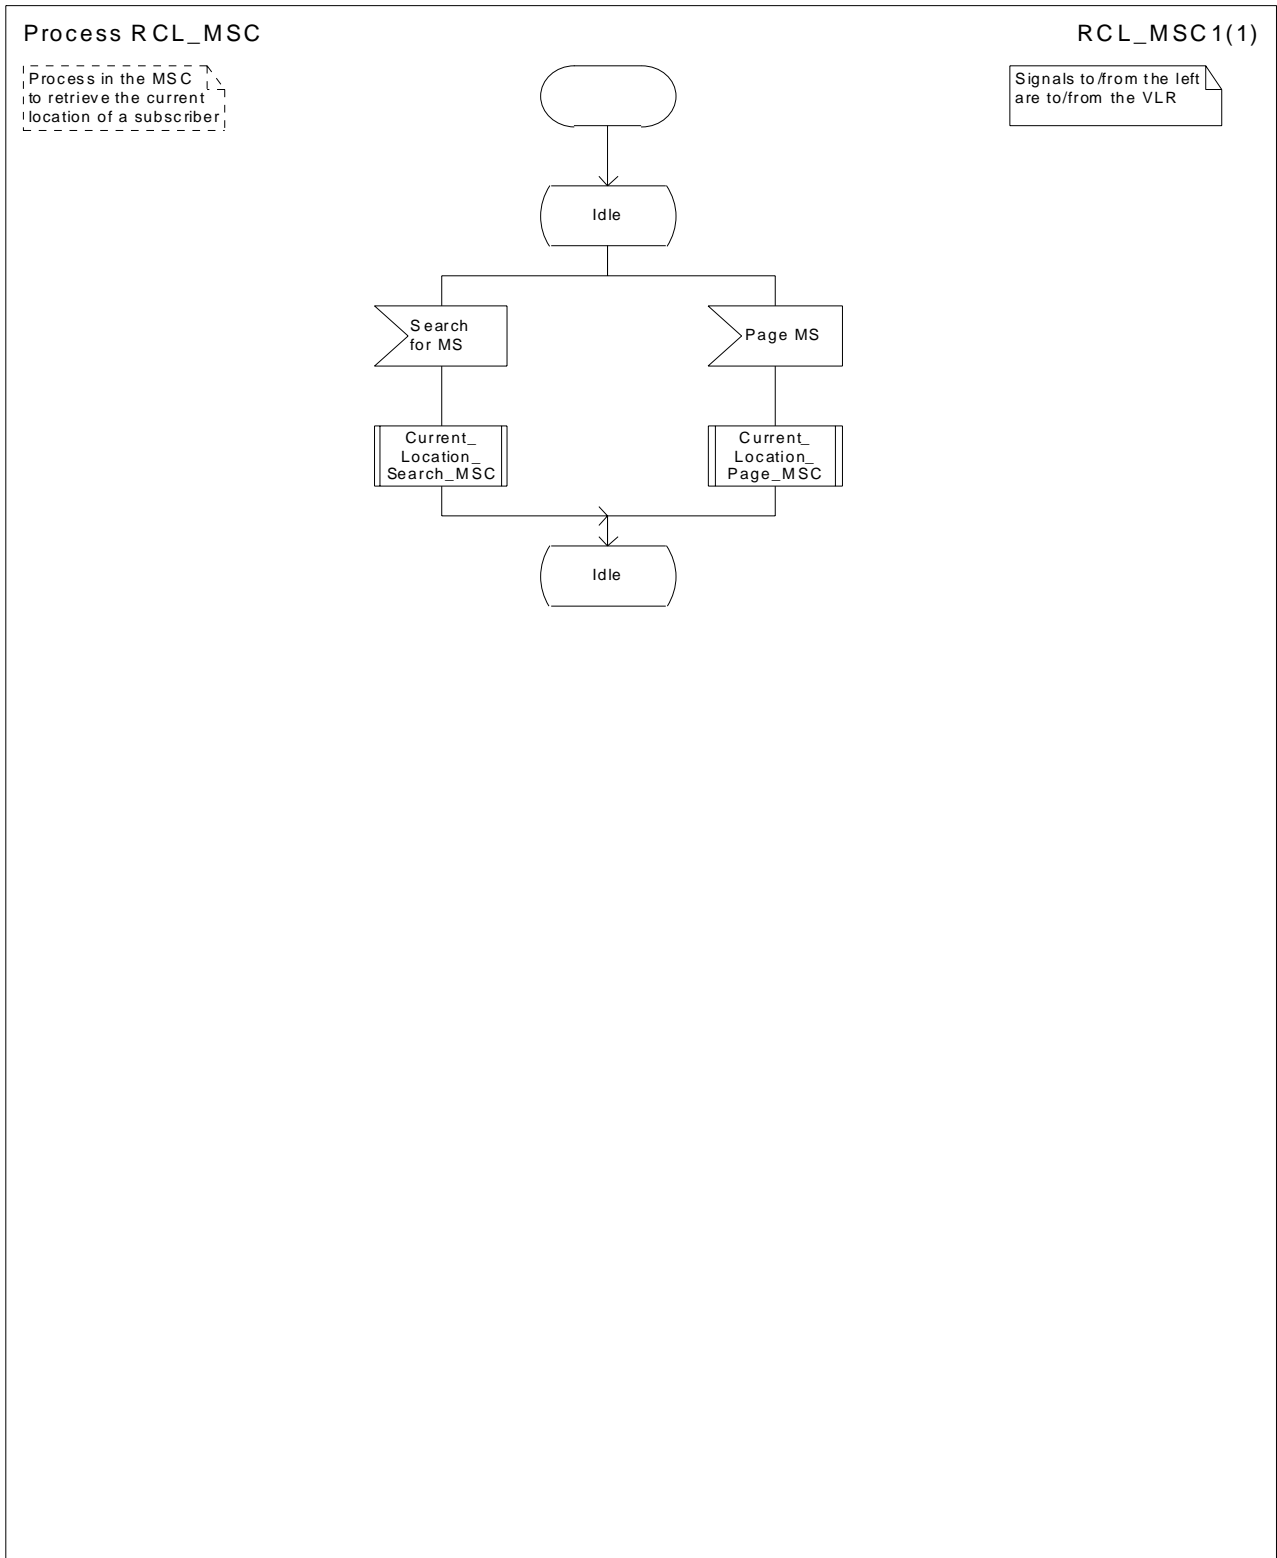 Process RCL_MSC
RCL_MSC1(1)
Process in the MSC
to retrieve the current
location of a subscriber
Signals to/from the left
are to/from the VLR
Idle
Search
for MS
Page MS
Current_
Location_
Search_MSC
Current_
Location_
Page_MSC
Idle